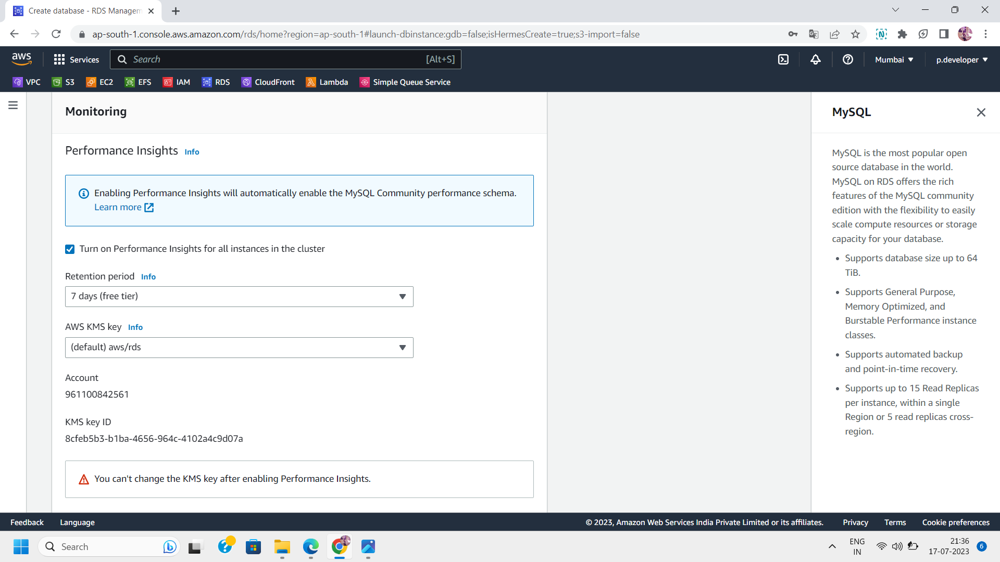 Create database - RDS Managem
ap-south-1.console.aws.amazon.com/rds/home?region=ap-south-1#launch-dbinstance:gdb=false;isHermesCreate=true;s3-import=false
aws
Services
Search
[Alt+S]
Mumbai
p.developer
VPC
S3
EC2
EFS
IAM
RDS
CloudFront
Lambda
Simple Queue Service
Monitoring
Performance Insights Info
Enabling Performance Insights will automatically enable the MySQL Community performance schema.
Learn more
Turn on Performance Insights for all instances in the cluster
Retention period Info
7 days (free tier)
AWS KMS key Info
(default) aws/rds
Account
961100842561
KMS key ID
8cfeb5b3-b1ba-4656-964c-4102a4c9d07a
You can't change the KMS key after enabling Performance Insights.
MySQL
MySQL is the most popular open
source database in the world.
MySQL on RDS offers the rich
features of the MySQL community
edition with the flexibility to easily
scale compute resources or storage
capacity for your database.
• Supports database size up to 64
TiB.
• Supports General Purpose,
Memory Optimized, and
Burstable Performance instance
classes.
• Supports automated backup
and point-in-time recovery.
• Supports up to 15 Read Replicas
per instance, within a single
Region or 5 read replicas cross-
region.
Feedback
Language
© 2023, Amazon Web Services India Private Limited or its affiliates.
Privacy
Terms
Cookie preferences
Search
ENG
IN
21:36
17-07-2023
6